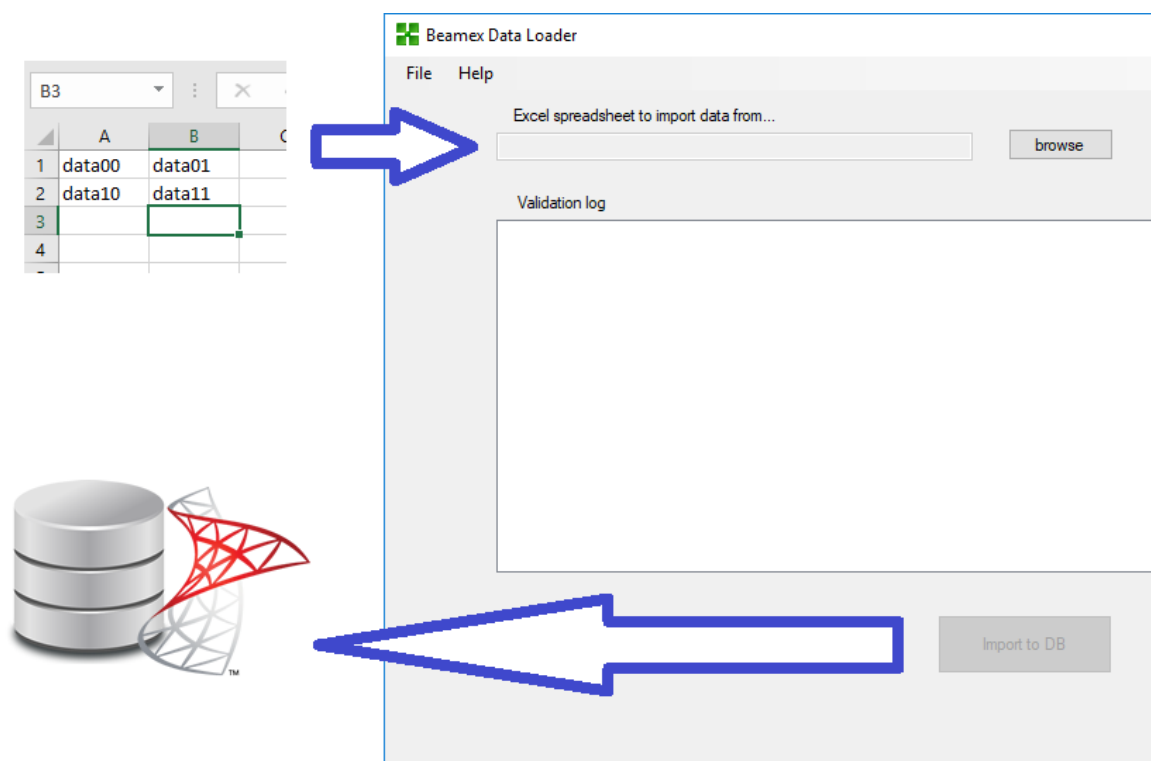 Beamex Data Loader
File Help
Excel spreadsheet to import data from...
browse
Validation log
Import to DB
B3
A B
1 data00 data01
2 data10 data11
3
4
TM